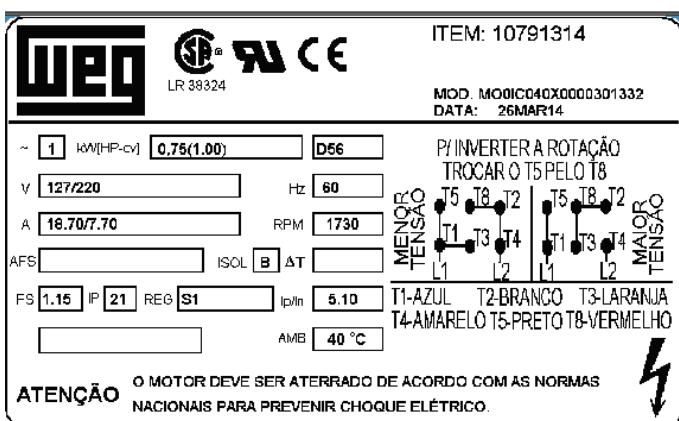 WEG
LR 38324
ITEM: 10791314
MOD. MO0IC040X0000301332
DATA: 26MAR14
~ 1 kW[HP-cv] 0,75(1.00) D56
V 127/220 Hz 60
A 18.70/7.70 RPM 1730
AFS ISOL B ΔT
FS 1.15 IP 21 REG S1 Ip/In 5.10
AMB 40 °C
P/ INVERTER A ROTAÇÃO
TROCAR O T5 PELO T8
MENOR TENSÃO
T5 T8 T2
T1 T3 T4
L1 L2
T5 T8 T2
T1 T3 T4
L1 L2
MAIOR TENSÃO
T1-AZUL T2-BRANCO T3-LARANJA
T4-AMARELO T5-PRETO T8-VERMELHO
ATENÇÃO
O MOTOR DEVE SER ATERRADO DE ACORDO COM AS NORMAS
NACIONAIS PARA PREVENIR CHOQUE ELÉTRICO.